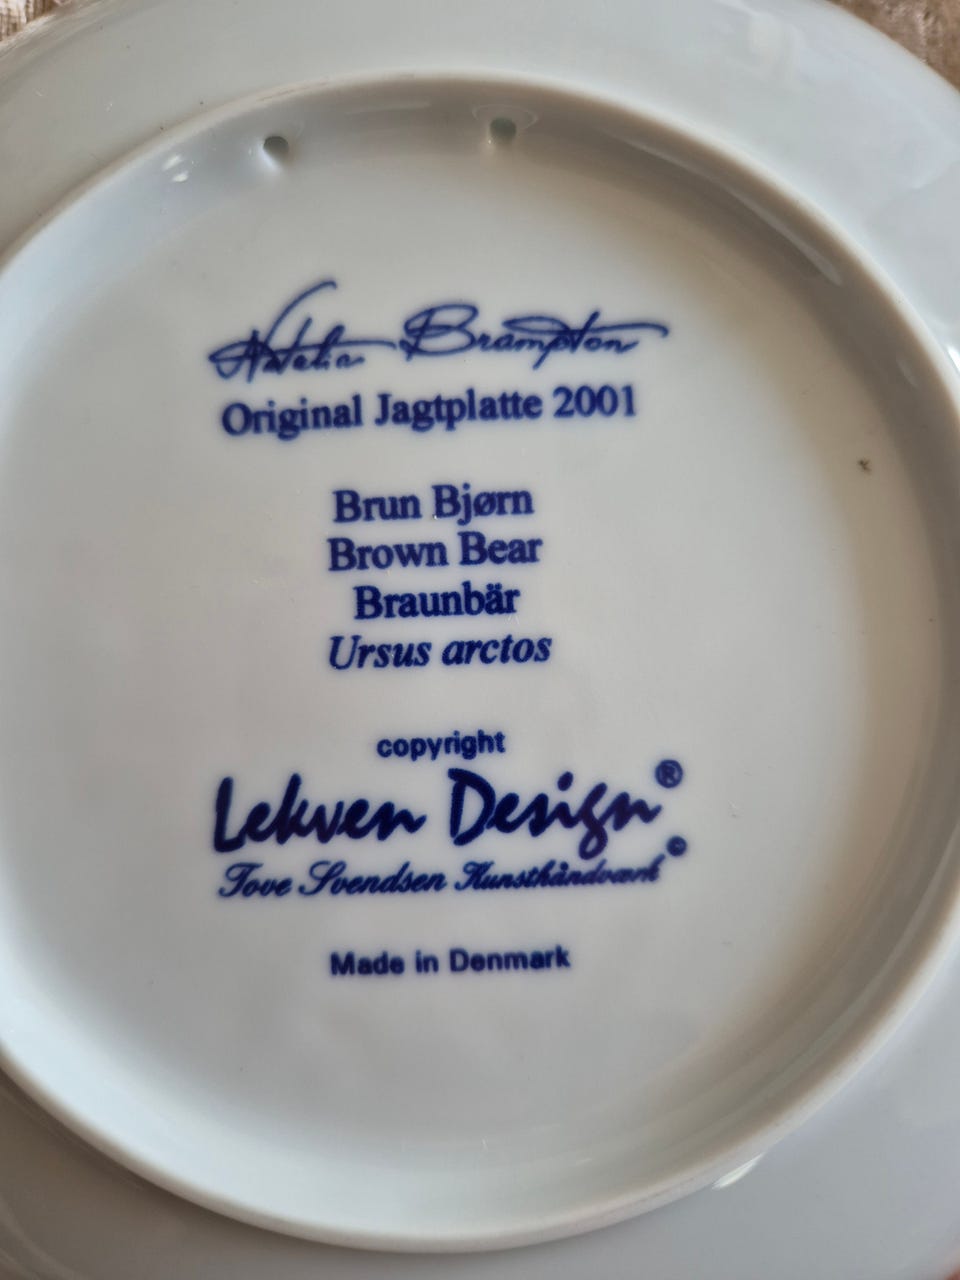 Natalia Brampton
Original Jagtplatte 2001
Brun Bjørn
Brown Bear
Braunbär
Ursus arctos
copyright
Lekven Design®
Tove Svendsen Kunsthåndværk©
Made in Denmark